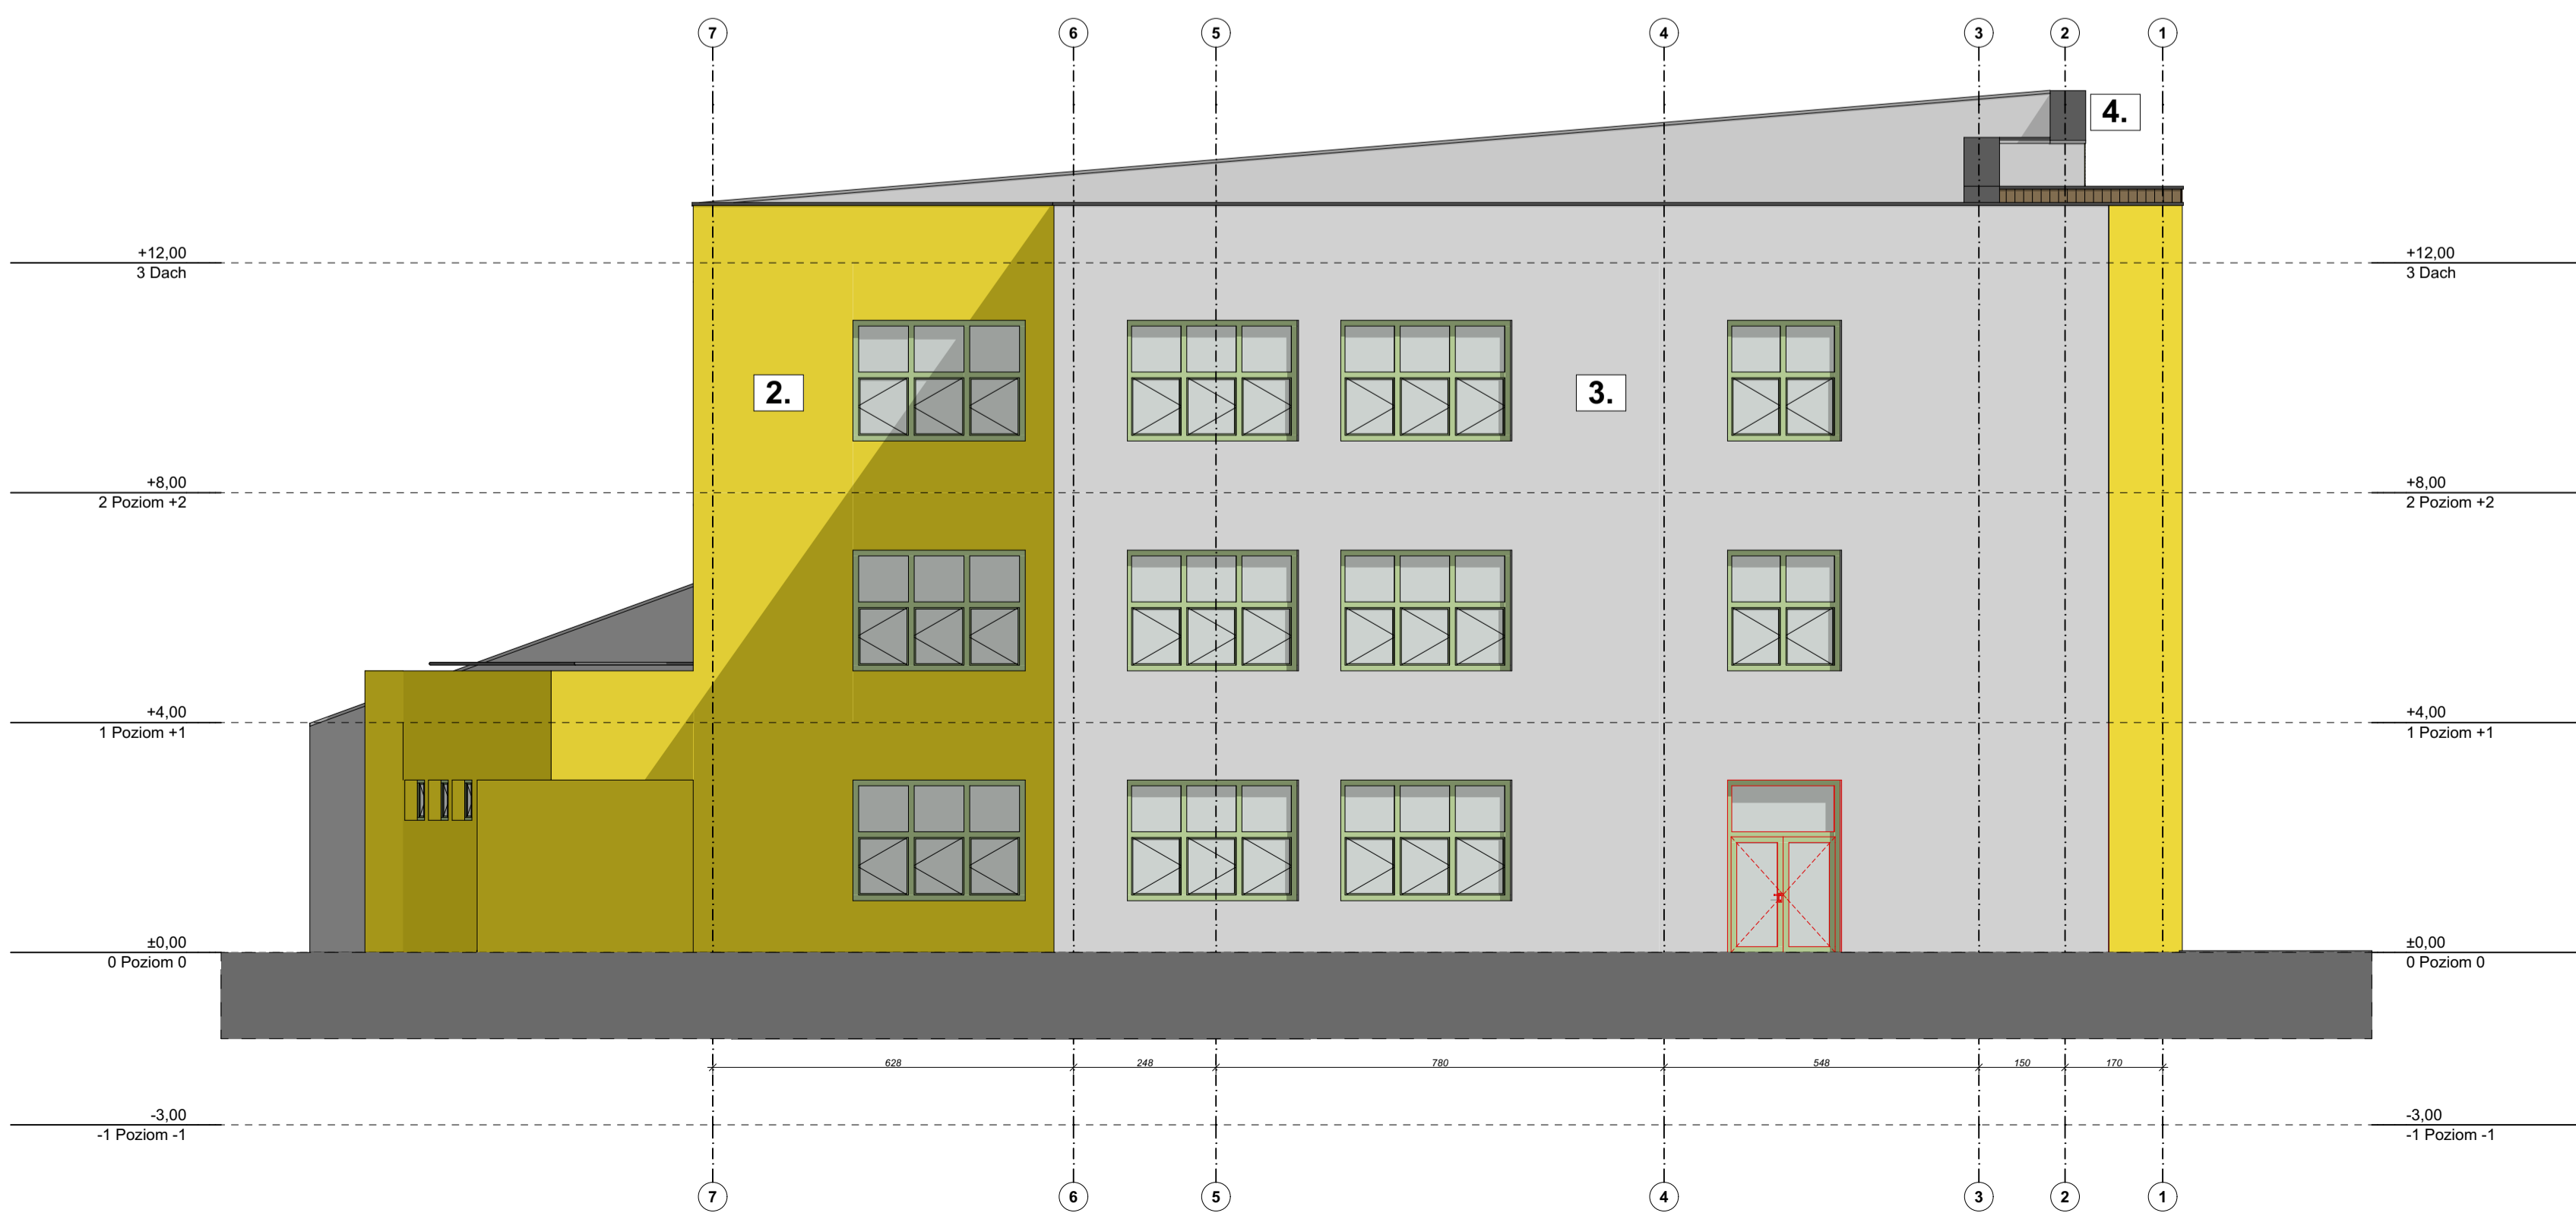 7 6 5 4 3 2 1
4.
+12,00 +12,00
3 Dach 3 Dach
2. 3.
+8,00 +8,00
2 Poziom +2 2 Poziom +2
+4,00 +4,00
1 Poziom +1 1 Poziom +1
±0,00 ±0,00
0 Poziom 0 0 Poziom 0
628 248 780 548 150 170
-3,00 -3,00
-1 Poziom -1 -1 Poziom -1
7 6 5 4 3 2 1